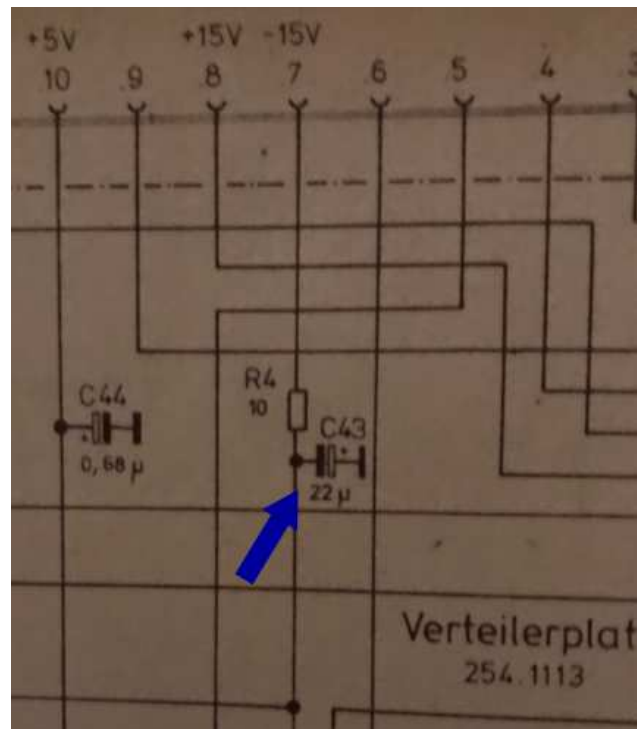 +5V +15V -15V
10 .9 .8 7 .6 .5 .4
R4
10
C44
0,68 µ
C43
22 µ
Verteilerplat
254.1113